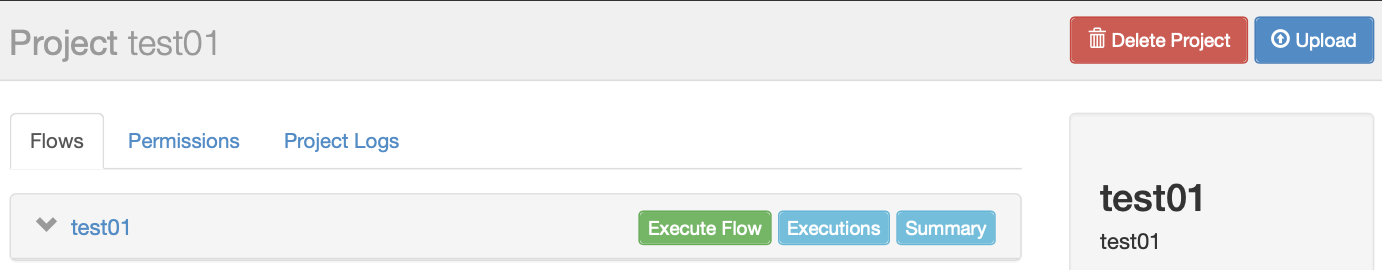 Project test01
Delete Project
Upload
Flows
Permissions
Project Logs
test01
Execute Flow
Executions
Summary
test01
test01